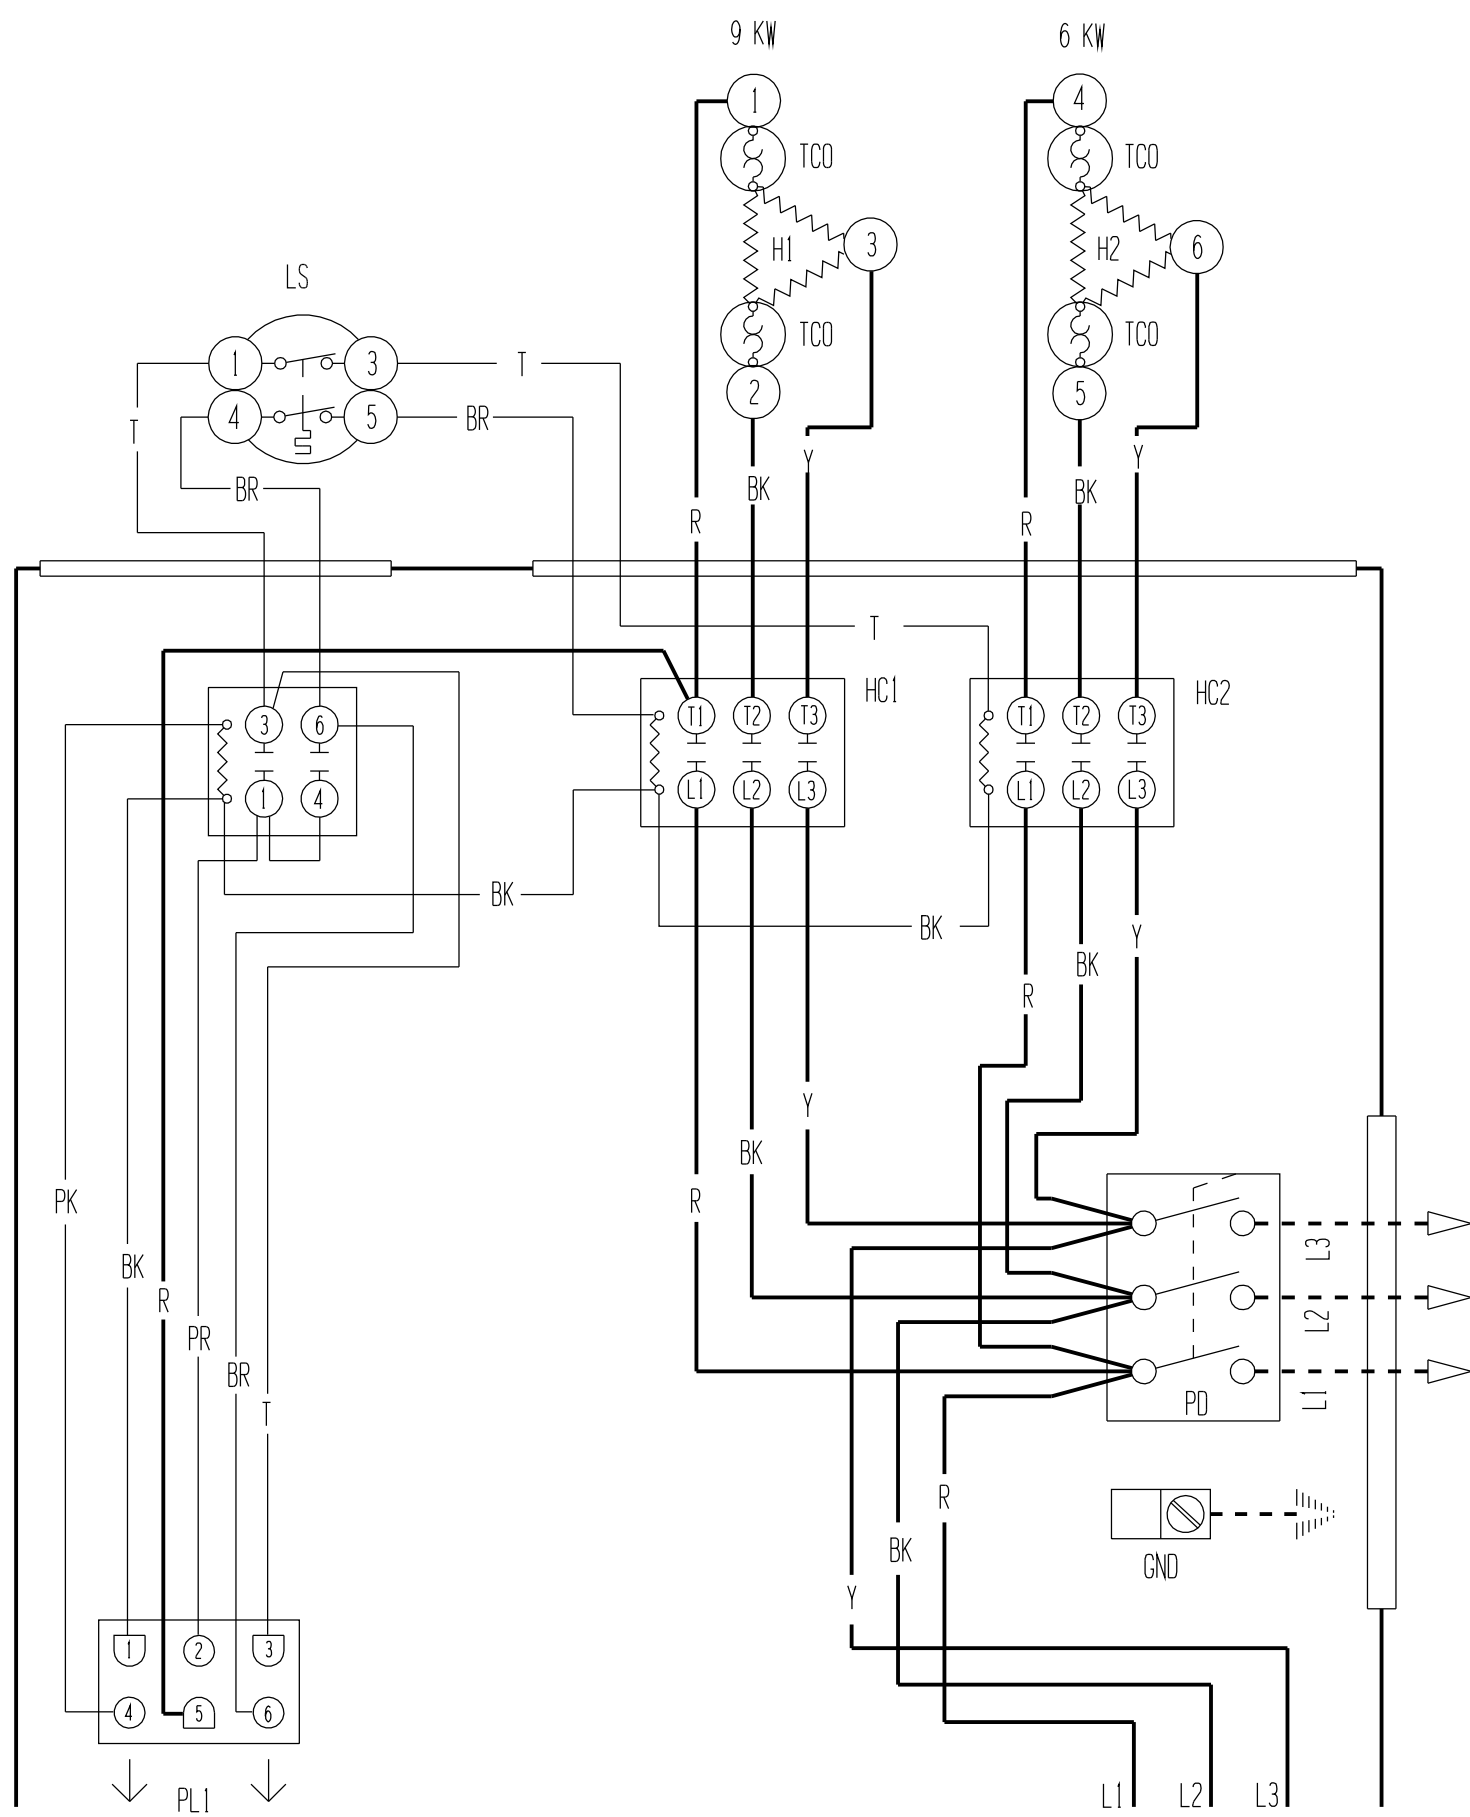 9 KW 6 KW
1 4
TCO TCO
H1 3 H2 6
LS
TCO TCO
1 3 T
2 5
4 5 BR
T
Y Y
BR BK BK
R R
T
HC1 HC2
3 6 T1 T2 T3 T1 T2 T3
1 4 L1 L2 L3 L1 L2 L3
BK
BK Y
BK
R
Y
BK
PK R
L3
BK
R L2
PR
BR
T PD L1
R
BK GND
Y
1 2 3
4 5 6
PL1 L1 L2 L3